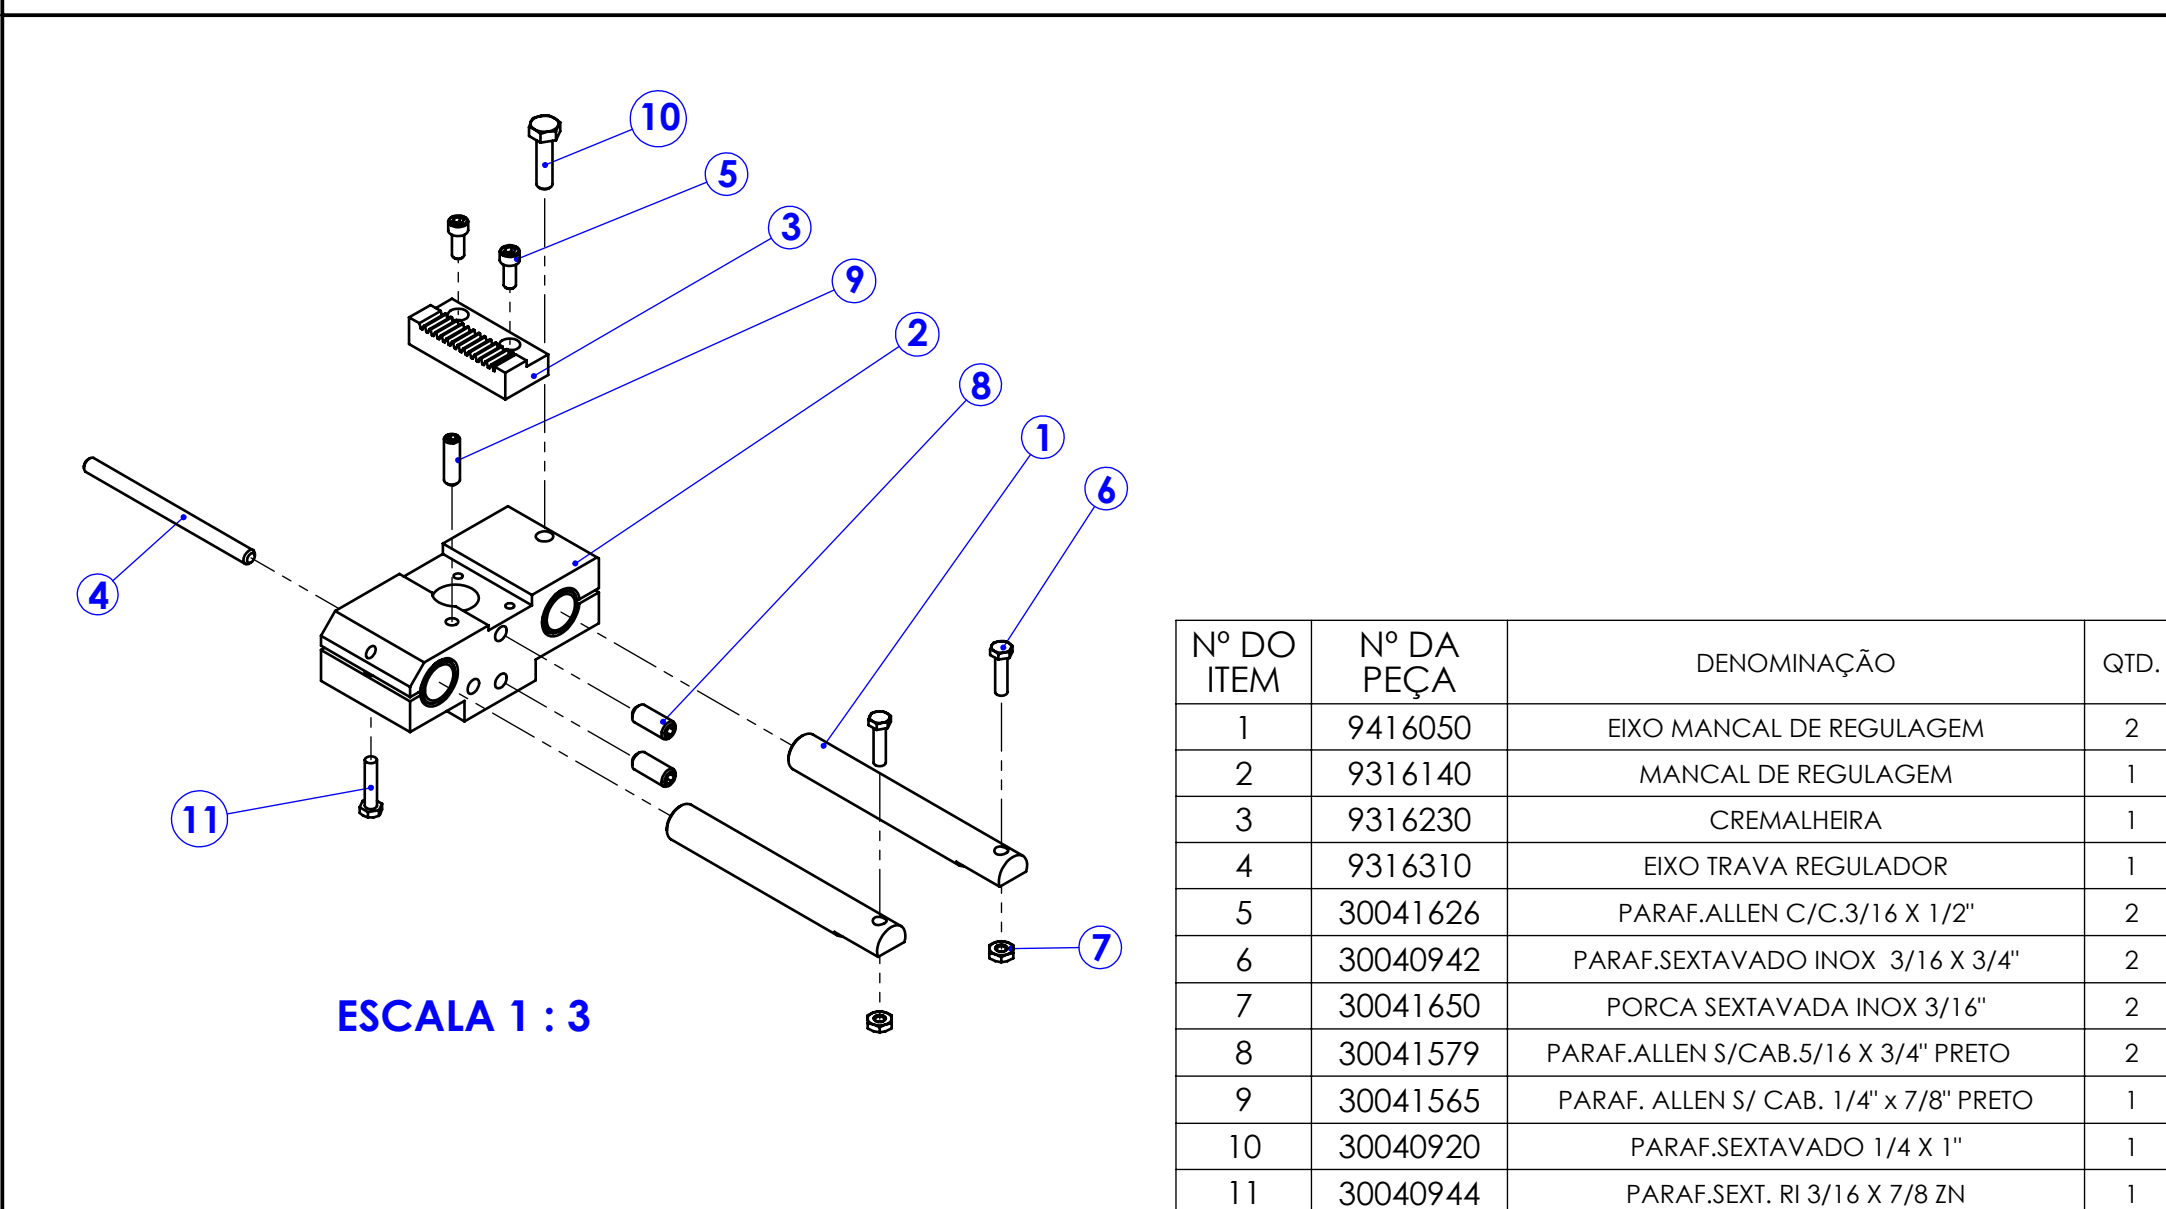 10
5
3
9
2
8
1
6
4
11
7
ESCALA 1 : 3
Nº DO ITEM Nº DA PEÇA DENOMINAÇÃO QTD.
1 9416050 EIXO MANCAL DE REGULAGEM 2
2 9316140 MANCAL DE REGULAGEM 1
3 9316230 CREMALHEIRA 1
4 9316310 EIXO TRAVA REGULADOR 1
5 30041626 PARAF.ALLEN C/C.3/16 X 1/2" 2
6 30040942 PARAF.SEXTAVADO INOX 3/16 X 3/4" 2
7 30041650 PORCA SEXTAVADA INOX 3/16" 2
8 30041579 PARAF.ALLEN S/CAB.5/16 X 3/4" PRETO 2
9 30041565 PARAF. ALLEN S/ CAB. 1/4" x 7/8" PRETO 1
10 30040920 PARAF.SEXTAVADO 1/4 X 1" 1
11 30040944 PARAF.SEXT. RI 3/16 X 7/8 ZN 1